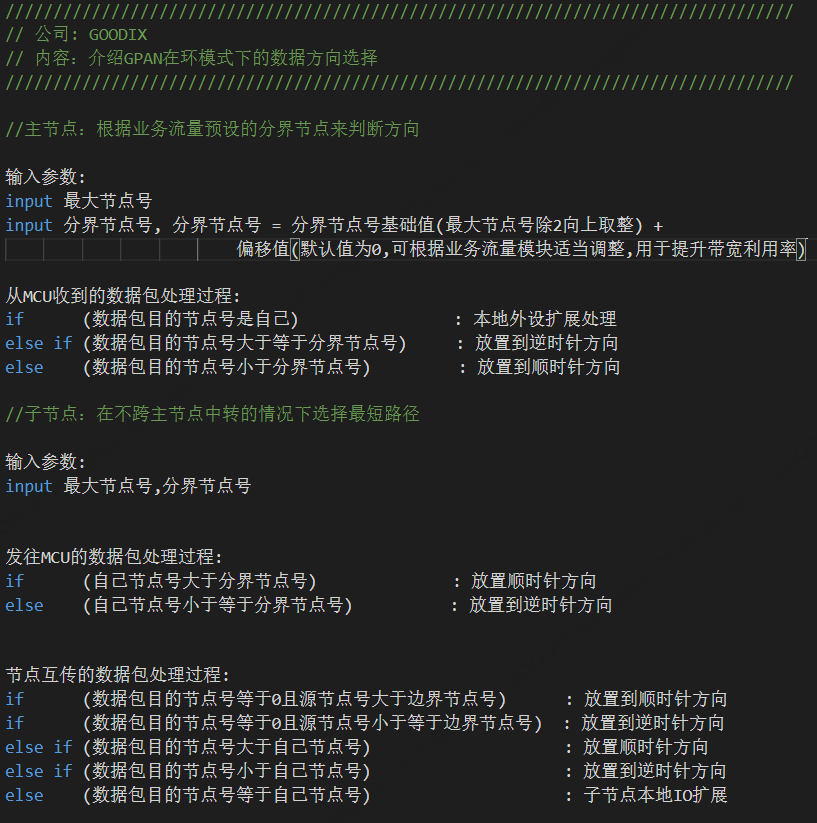 ////////////////////////////////////////////////////////////////////////////////////
// 公司: GOODIX
// 内容: 介绍GPAN在环模式下的数据方向选择
////////////////////////////////////////////////////////////////////////////////////
//主节点: 根据业务流量预设的分界节点来判断方向
输入参数:
input 最大节点号
input 分界节点号, 分界节点号 = 分界节点号基础值(最大节点号除2向上取整) +
偏移值(默认值为0,可根据业务流量模块适当调整,用于提升带宽利用率)
从MCU收到的数据包处理过程:
if (数据包目的节点号是自己) : 本地外设扩展处理
else if (数据包目的节点号大于等于分界节点号) : 放置到逆时针方向
else (数据包目的节点号小于分界节点号) : 放置到顺时针方向
//子节点: 在不跨主节点中转的情况下选择最短路径
输入参数:
input 最大节点号,分界节点号
发往MCU的数据包处理过程:
if (自己节点号大于分界节点号) : 放置顺时针方向
else (自己节点号小于等于分界节点号) : 放置到逆时针方向
节点互传的数据包处理过程:
if (数据包目的节点号等于0且源节点号大于边界节点号) : 放置到顺时针方向
if (数据包目的节点号等于0且源节点号小于等于边界节点号) : 放置到逆时针方向
else if (数据包目的节点号大于自己节点号) : 放置顺时针方向
else if (数据包目的节点号小于自己节点号) : 放置到逆时针方向
else (数据包目的节点号等于自己节点号) : 子节点本地IO扩展